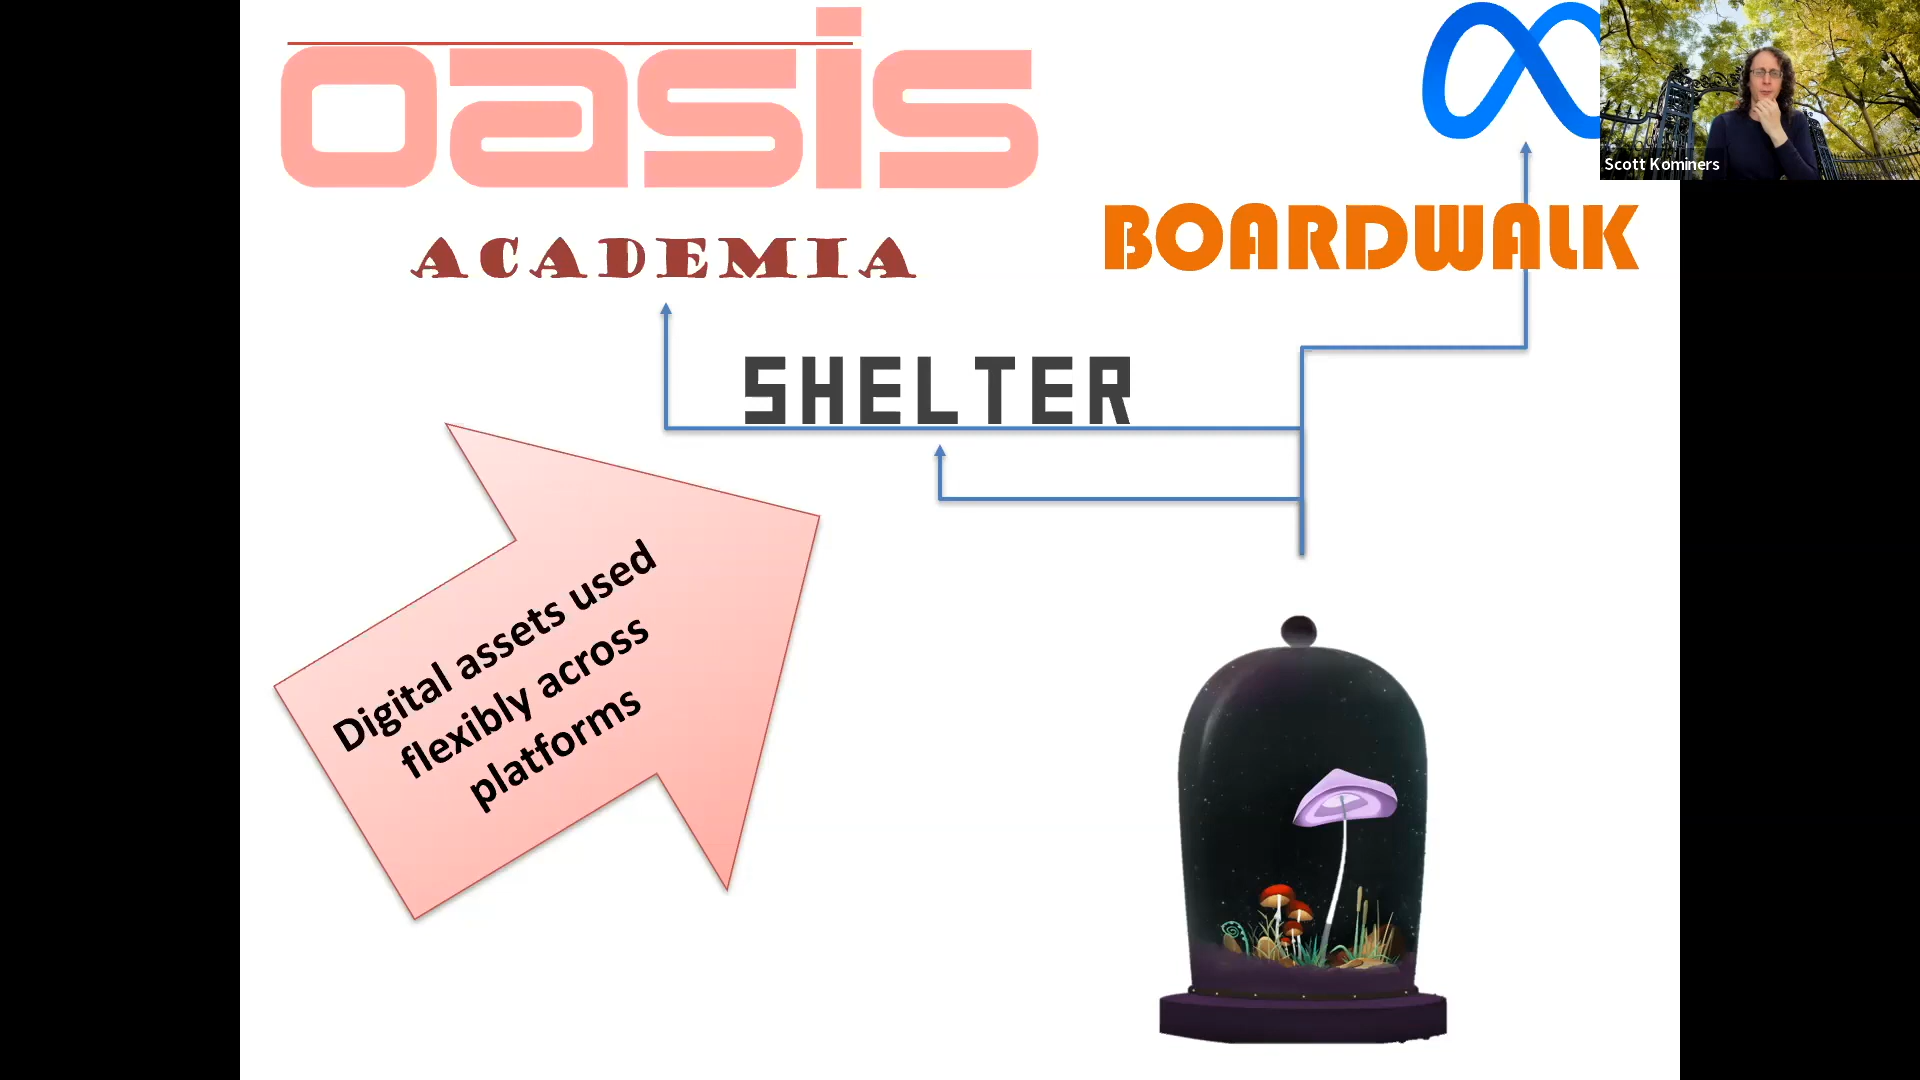 oasis
Scott Kominers
BOARDWALK
ACADEMIA
SHELTER
Digital assets used
flexibly across
platforms